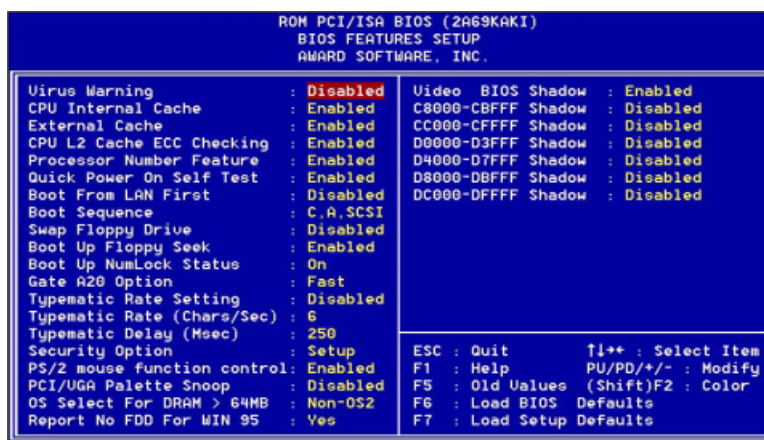 ROM PCI/ISA BIOS (2A69KAKI)
BIOS FEATURES SETUP
AWARD SOFTWARE, INC.
Virus Warning : Disabled
CPU Internal Cache : Enabled
External Cache : Enabled
CPU L2 Cache ECC Checking : Enabled
Processor Number Feature : Enabled
Quick Power On Self Test : Enabled
Boot From LAN First : Disabled
Boot Sequence : C,A,SCSI
Swap Floppy Drive : Disabled
Boot Up Floppy Seek : Enabled
Boot Up NumLock Status : On
Gate A20 Option : Fast
Typematic Rate Setting : Disabled
Typematic Rate (Chars/Sec) : 6
Typematic Delay (Msec) : 250
Security Option : Setup
PS/2 mouse function control: Enabled
PCI/VGA Palette Snoop : Disabled
OS Select For DRAM > 64MB : Non-OS2
Report No FDD For WIN 95 : Yes
Video BIOS Shadow : Enabled
C8000-CBFFF Shadow : Disabled
CC000-CFFFF Shadow : Disabled
D0000-D3FFF Shadow : Disabled
D4000-D7FFF Shadow : Disabled
D8000-DBFFF Shadow : Disabled
DC000-DFFFF Shadow : Disabled
ESC : Quit ↑↓→← : Select Item
F1 : Help PU/PD/+/- : Modify
F5 : Old Values (Shift)F2 : Color
F6 : Load BIOS Defaults
F7 : Load Setup Defaults